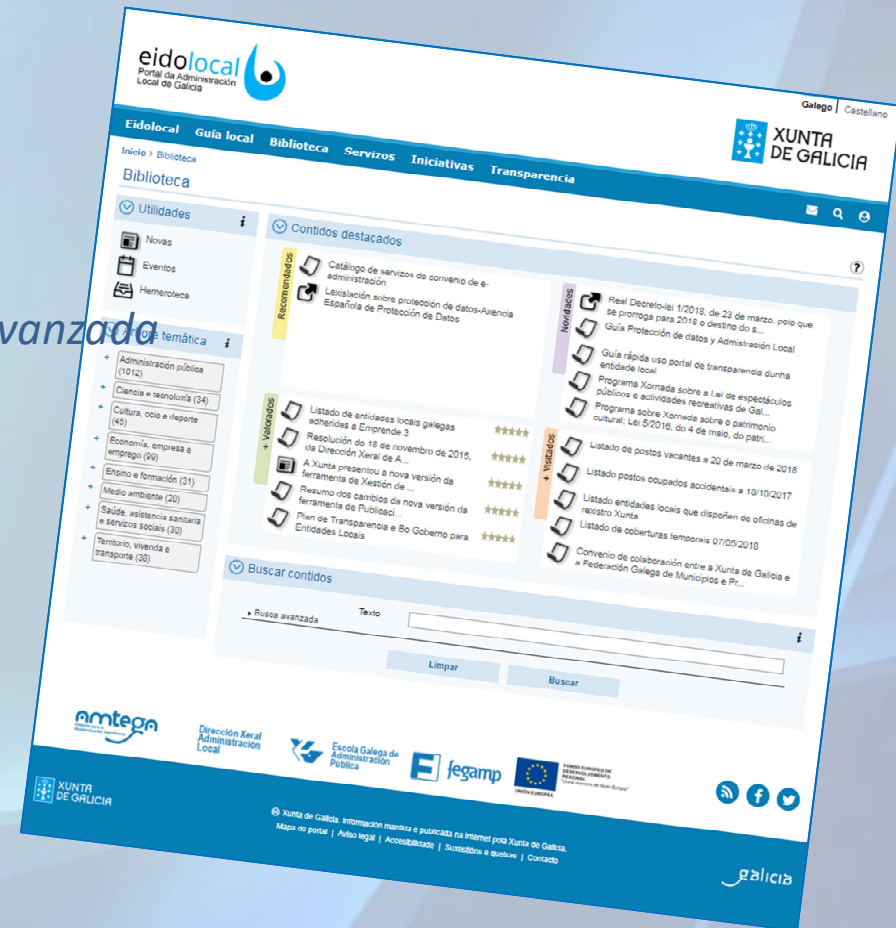 eidolocal
Portal da Administración
Local de Galicia
Galego | Castellano
XUNTA
DE GALICIA
Eidolocal Guía local Biblioteca Servizos Iniciativas Transparencia
Inicio > Biblioteca
Biblioteca
Utilidades
Novas
Eventos
Hemeroteca
vanzada
Árbore temática
Administración pública
(1012)
Ciencia e tecnoloxía (34)
Cultura, ocio e deporte
(45)
Economía, empresa e
emprego (99)
Ensino e formación (31)
Medio ambiente (20)
Saúde, asistencia sanitaria
e servizos sociais (30)
Territorio, vivenda e
transporte (38)
Contidos destacados
Recomendados
Catálogo de servizos do convenio de e-
administración
Lexislación sobre protección de datos-Axencia
Española de Protección de Datos
Novidades
Real Decreto-lei 1/2018, de 23 de marzo, polo que
se prorroga para 2018 o destino do s...
Guía Protección de datos y Admistración Local
Guía rápida uso portal de transparencia dunha
entidade local
Programa Xornada sobre a Lei de espectáculos
públicos e actividades recreativas de Gal...
Programa sobre Xornada sobre o patrimonio
cultural; Lei 5/2016, do 4 de maio, do patri...
+ Valorados
Listado de entidades locais galegas
adheridas a Emprende 3
Resolución do 18 de novembro de 2015,
da Dirección Xeral de A...
A Xunta presentou a nova versión da
ferramenta de Xestión de ...
Resumo dos cambios da nova versión da
ferramenta de Publicaci...
Plan de Transparencia e Bo Goberno para
Entidades Locais
+ Visitados
Listado de postos vacantes a 20 de marzo de 2018
Listado postos ocupados accidentais a 18/10/2017
Listado entidades locais que dispoñen de oficinas de
rexistro Xunta
Listado de coberturas temporais 07/05/2018
Convenio de colaboración entre a Xunta de Galicia e
a Federación Galega de Municipios e Pr...
Buscar contidos
Texto
Busca avanzada
Limpar
Buscar
amtega
Dirección Xeral
Administración
Local
Escola Galega de
Administración
Pública
fegamp
UNIÓN EUROPEA
FONDO EUROPEO DE
DESENVOLVEMENTO
REGIONAL
XUNTA
DE GALICIA
© Xunta de Galicia. Información mantida e publicada na internet pola Xunta de Galicia.
Mapa do portal | Aviso legal | Accesibilidade | Suxestións e queixas | Contacto
galicia